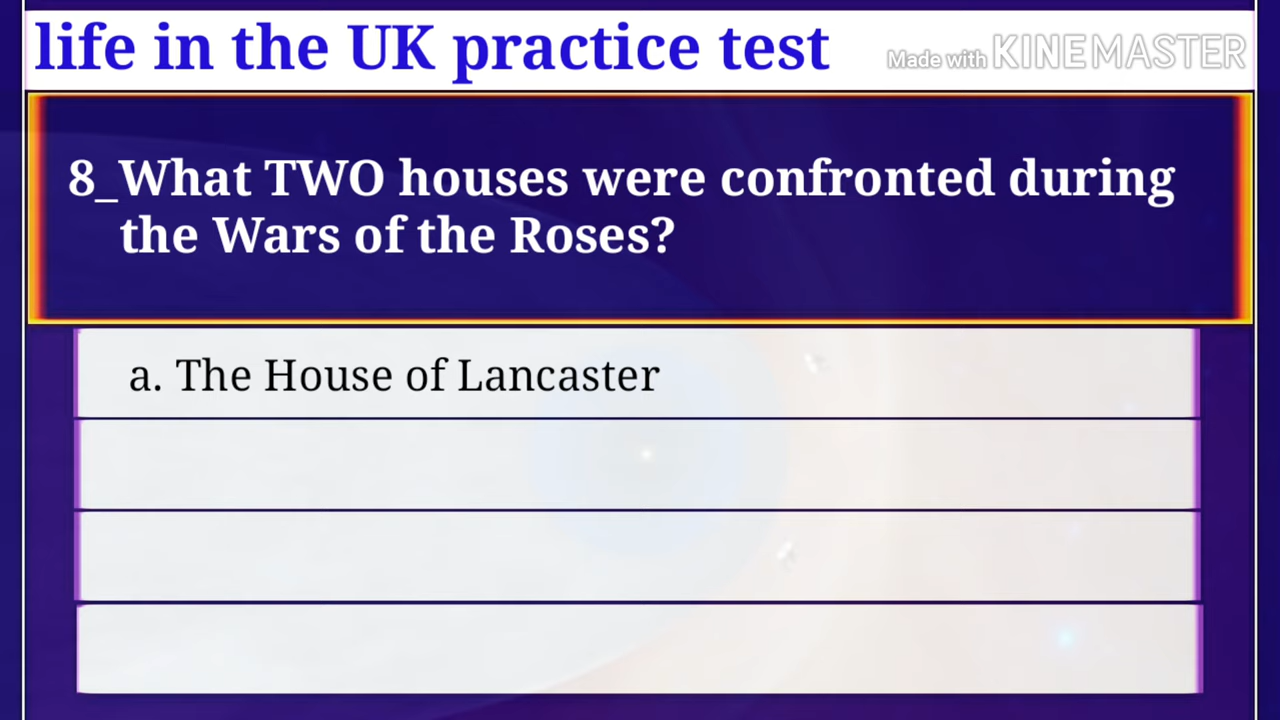 life in the UK practice test
Made with KINEMASTER
8_What TWO houses were confronted during
the Wars of the Roses?
a. The House of Lancaster